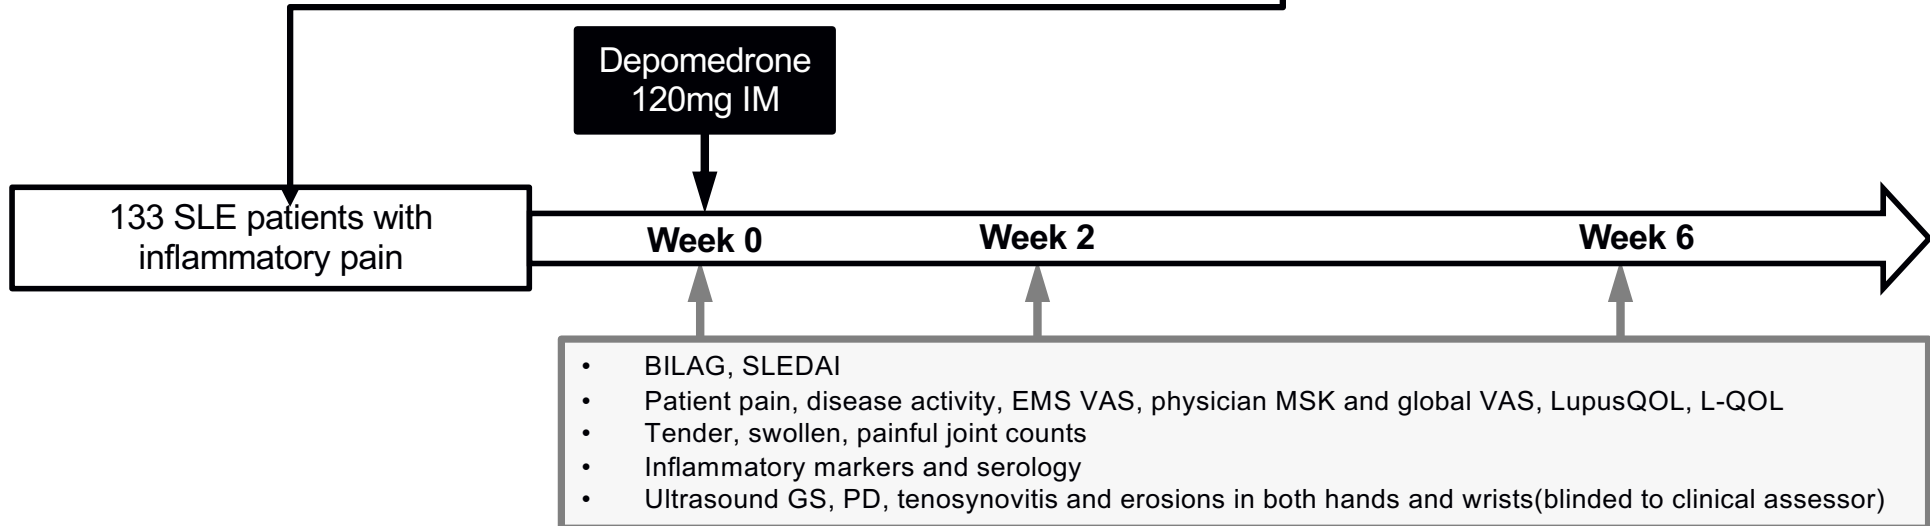 Depomedrone
120mg IM
133 SLE patients with
inflammatory pain
Week 0
Week 2
Week 6
• BILAG, SLEDAI
• Patient pain, disease activity, EMS VAS, physician MSK and global VAS, LupusQOL, L-QOL
• Tender, swollen, painful joint counts
• Inflammatory markers and serology
• Ultrasound GS, PD, tenosynovitis and erosions in both hands and wrists(blinded to clinical assessor)